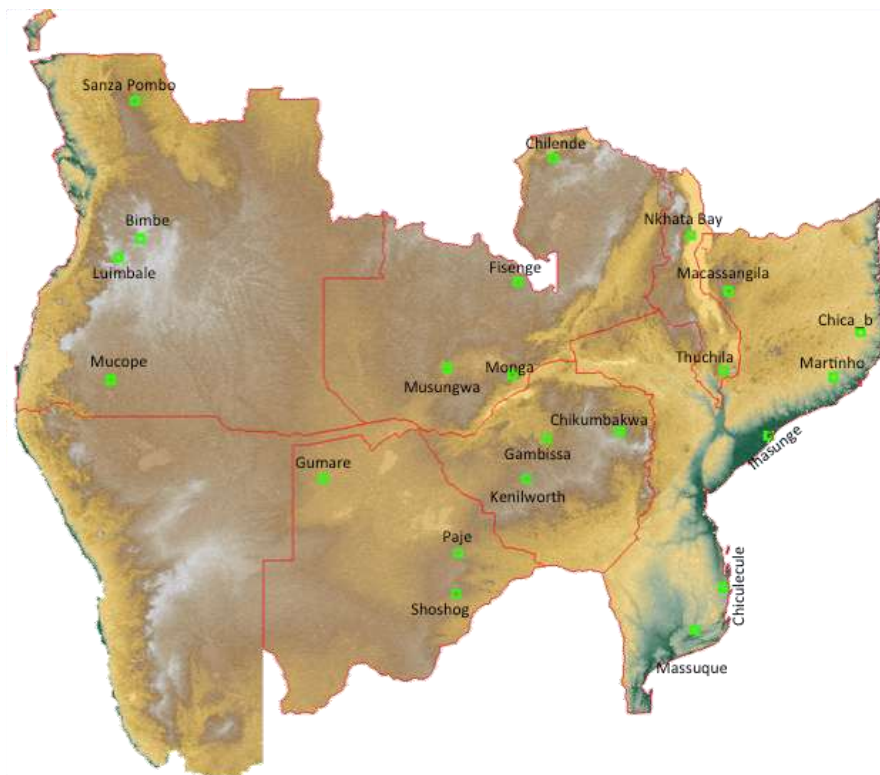 Sanza Pombo
Chilende
Bimbe
Nkhata Bay
Luimbale
Fisenge
Macassangila
Chica_b
Mucope
Musungwa
Monga
Thuchila
Martinho
Chikumbakwa
Gambissa
Inasunge
Gumare
Kenilworth
Paje
Chiculecule
Shoshog
Massuque